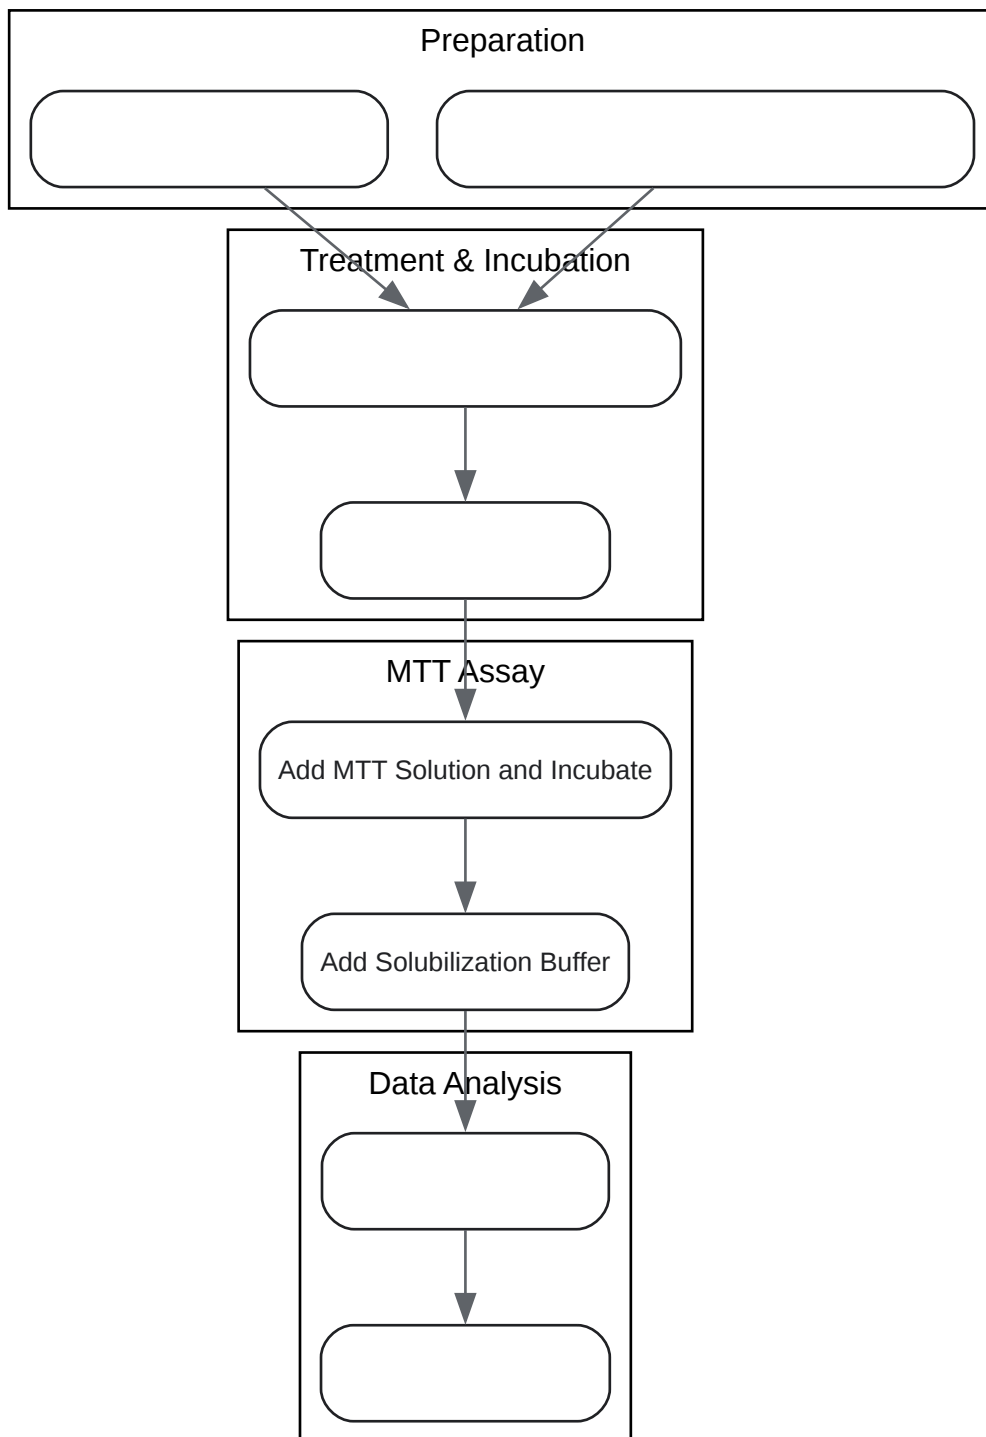 Preparation
Treatment & Incubation
MTT Assay
Add MTT Solution and Incubate
Add Solubilization Buffer
Data Analysis